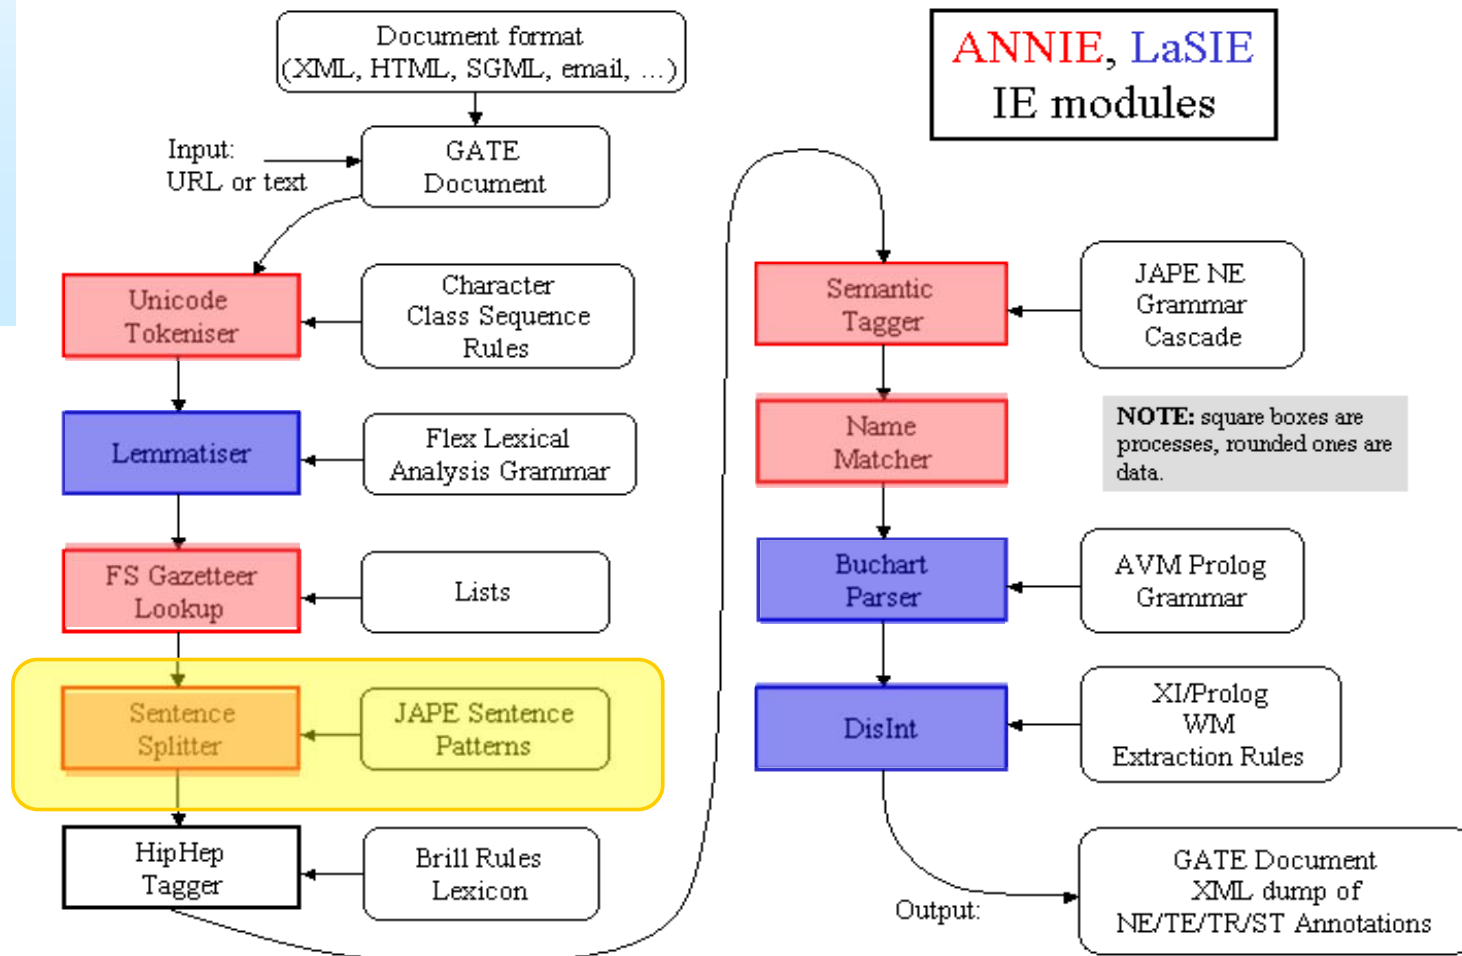 Document format
(XML, HTML, SGML, email, ...)
ANNIE, LaSIE
IE modules
Input:
URL or text
GATE
Document
Unicode
Tokeniser
Character
Class Sequence
Rules
Lemmatiser
Flex Lexical
Analysis Grammar
FS Gazetteer
Lookup
Lists
Sentence
Splitter
JAPE Sentence
Patterns
HipHep
Tagger
Brill Rules
Lexicon
Semantic
Tagger
JAPE NE
Grammar
Cascade
Name
Matcher
NOTE: square boxes are
processes, rounded ones are
data.
Buchart
Parser
AVM Prolog
Grammar
DisInt
XI/Prolog
WM
Extraction Rules
Output:
GATE Document
XML dump of
NE/TE/TR/ST Annotations